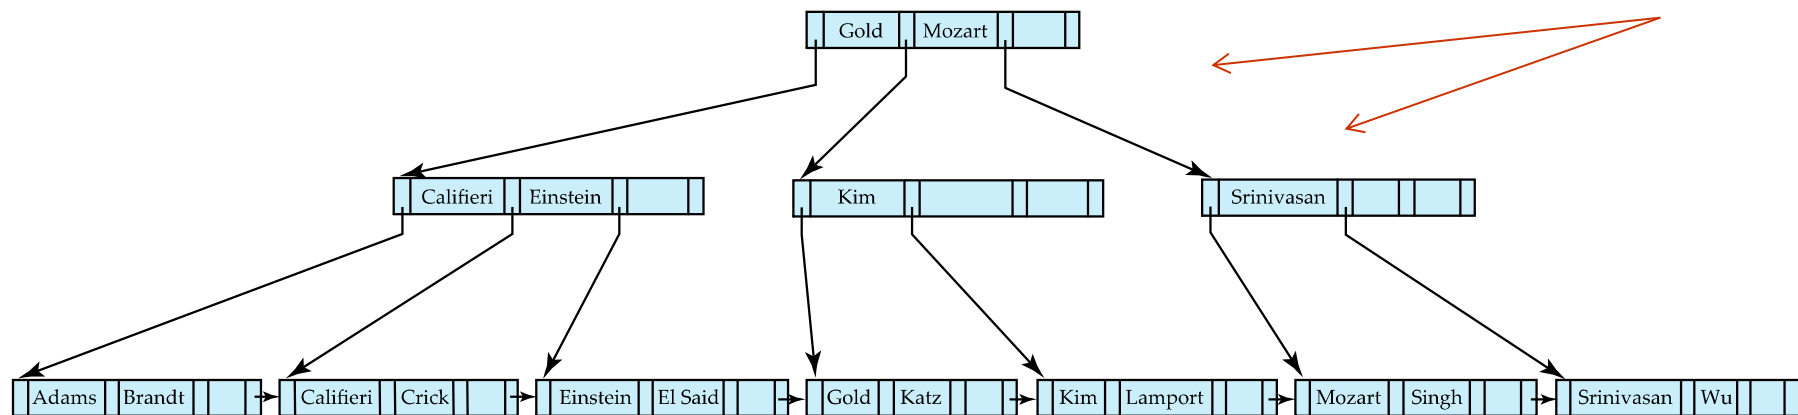 Gold Mozart
Califieri Einstein Kim Srinivasan
Adams Brandt Califieri Crick Einstein El Said Gold Katz Kim Lamport Mozart Singh Srinivasan Wu